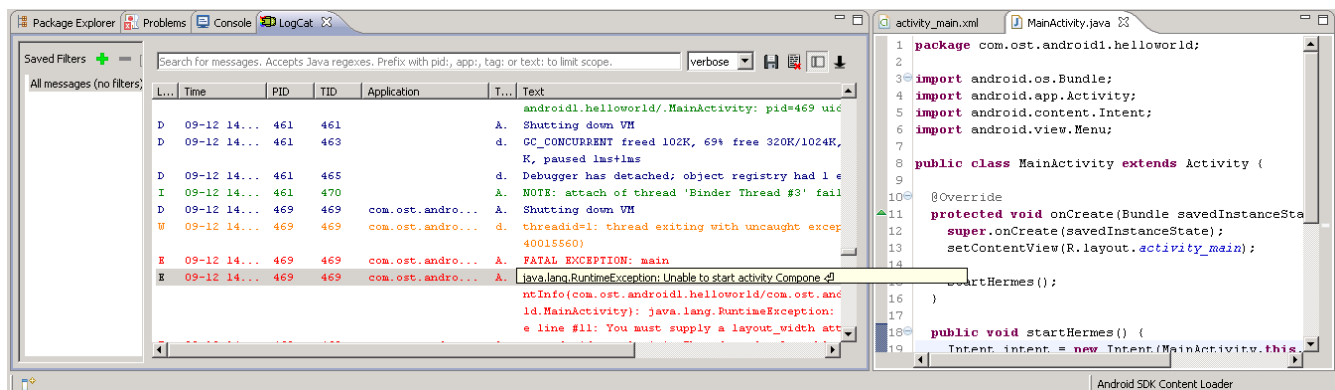 Package Explorer Problems Console LogCat
Saved Filters
All messages (no filters)
Search for messages. Accepts Java regexes. Prefix with pid:, app:, tag: or text: to limit scope. verbose
L... Time PID TID Application T... Text
android1.helloworld/.MainActivity: pid=469 uid
D 09-12 14... 461 461 A. Shutting down VM
D 09-12 14... 461 463 d. GC_CONCURRENT freed 102K, 69% free 320K/1024K,
K, paused 1ms+1ms
D 09-12 14... 461 465 d. Debugger has detached; object registry had 1 e
I 09-12 14... 461 470 A. NOTE: attach of thread 'Binder Thread #3' fail
D 09-12 14... 469 469 com.ost.andro... A. Shutting down VM
W 09-12 14... 469 469 com.ost.andro... d. threadid=1: thread exiting with uncaught excep
40015560)
E 09-12 14... 469 469 com.ost.andro... A. FATAL EXCEPTION: main
E 09-12 14... 469 469 com.ost.andro... A. java.lang.RuntimeException: Unable to start activity Compone
ntInfo{com.ost.android1.helloworld/com.ost.and
ld.MainActivity}: java.lang.RuntimeException:
e line #11: You must supply a layout_width att
activity_main.xml MainActivity.java
1 package com.ost.android1.helloworld;
2
3 import android.os.Bundle;
4 import android.app.Activity;
5 import android.content.Intent;
6 import android.view.Menu;
7
8 public class MainActivity extends Activity {
9
10 @Override
11 protected void onCreate(Bundle savedInstanceSta
12 super.onCreate(savedInstanceState);
13 setContentView(R.layout.activity_main);
14
startHermes();
16 }
17
18 public void startHermes() {
19 Intent intent = new Intent(MainActivity.this.
Android SDK Content Loader